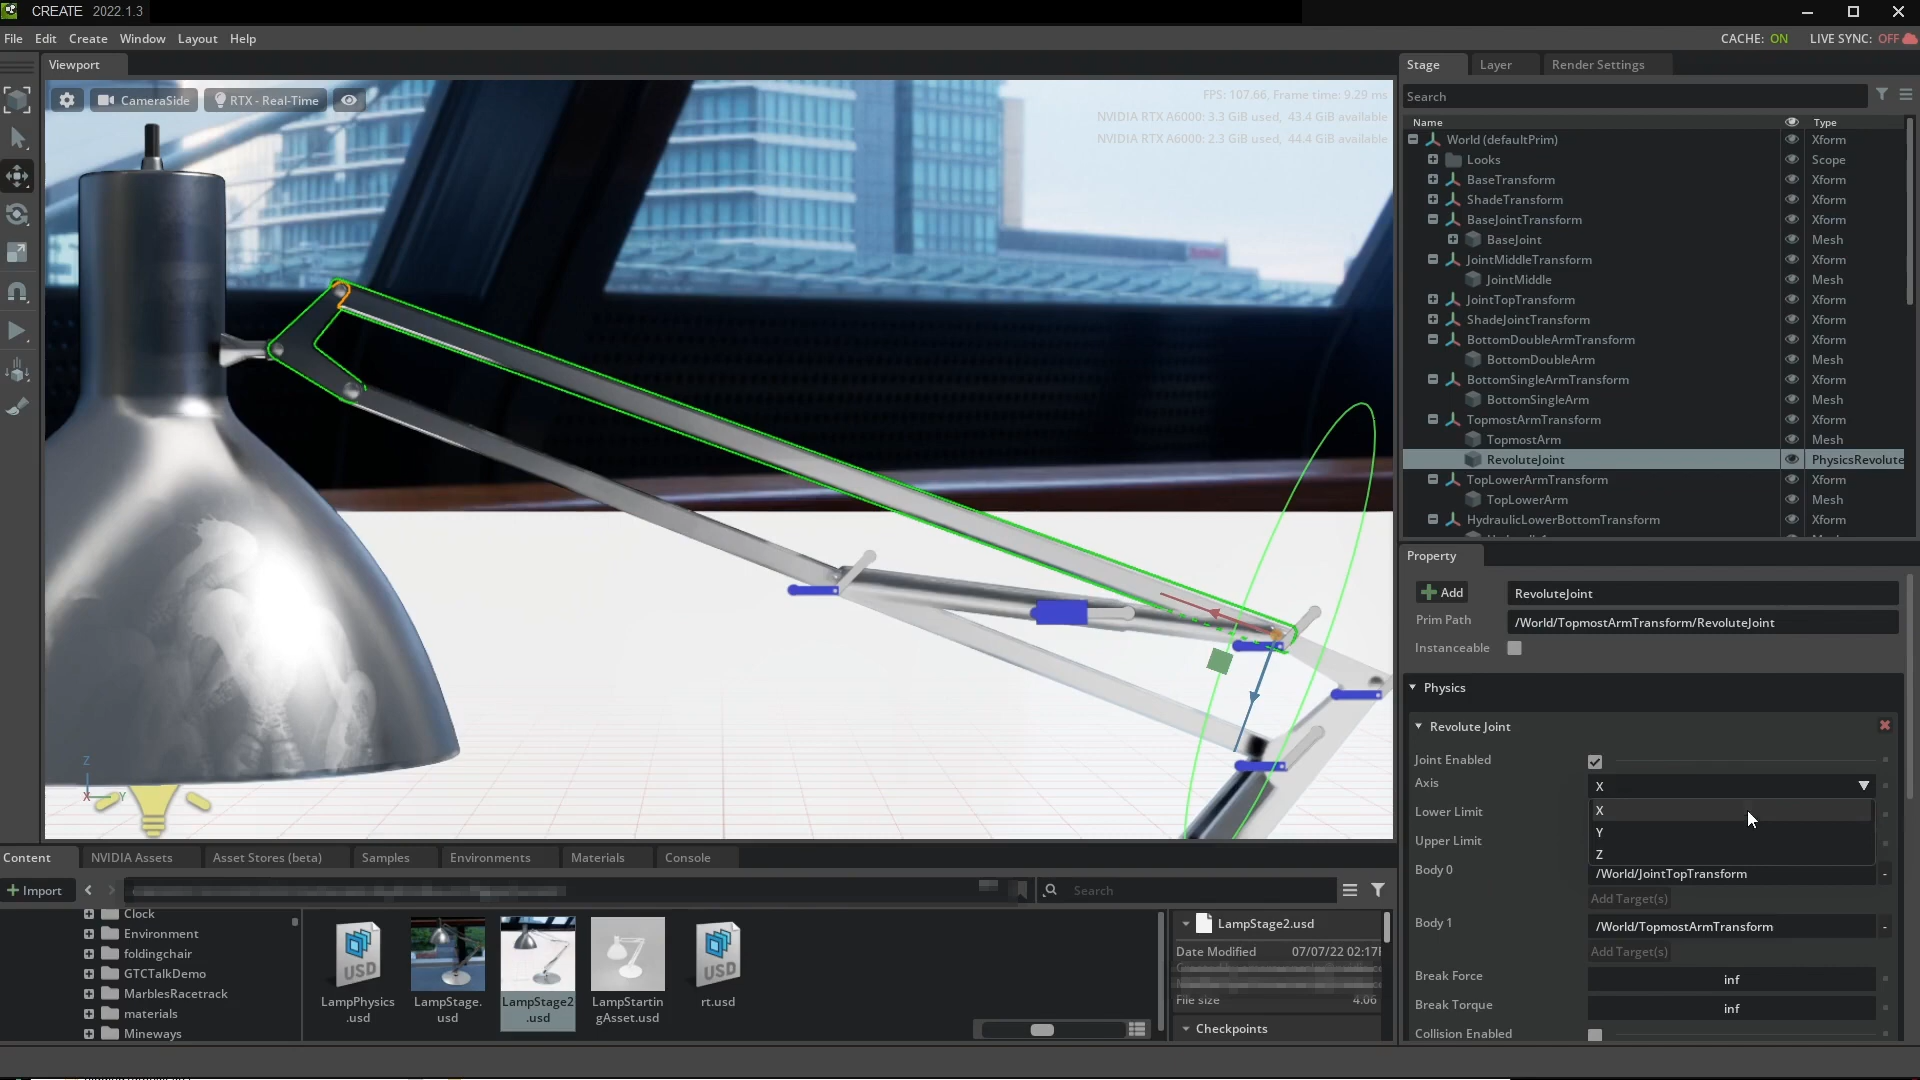 CREATE 2022.1.3
File Edit Create Window Layout Help
CACHE: ON LIVE SYNC: OFF
Viewport
CameraSide
RTX - Real-Time
FPS: 107.66, Frame time: 9.29 ms
NVIDIA RTX A6000: 3.3 GiB used, 43.4 GiB available
NVIDIA RTX A6000: 2.3 GiB used, 44.4 GiB available
Z
X Y
Stage Layer Render Settings
Search
Name Type
World (defaultPrim) Xform
Looks Scope
BaseTransform Xform
ShadeTransform Xform
BaseJointTransform Xform
BaseJoint Mesh
JointMiddleTransform Xform
JointMiddle Mesh
JointTopTransform Xform
ShadeJointTransform Xform
BottomDoubleArmTransform Xform
BottomDoubleArm Mesh
BottomSingleArmTransform Xform
BottomSingleArm Mesh
TopmostArmTransform Xform
TopmostArm Mesh
RevoluteJoint PhysicsRevolute
TopLowerArmTransform Xform
TopLowerArm Mesh
HydraulicLowerBottomTransform Xform
Property
Add RevoluteJoint
Prim Path /World/TopmostArmTransform/RevoluteJoint
Instanceable
Physics
Revolute Joint
Joint Enabled
Axis X
Lower Limit X
Y
Upper Limit
Z
Body 0 /World/JointTopTransform -
Add Target(s)
Body 1 /World/TopmostArmTransform -
Add Target(s)
Break Force inf
Break Torque inf
Collision Enabled
Content NVIDIA Assets Asset Stores (beta) Samples Environments Materials Console
Import
Search
Clock
Environment
foldingchair
GTCTalkDemo
MarblesRacetrack
materials
Mineways
USD
LampPhysics
.usd
LampStage.
usd
LampStage2
.usd
LampStartin
gAsset.usd
USD
rt.usd
LampStage2.usd
Date Modified 07/07/22 02:17
File size 4.06
Checkpoints